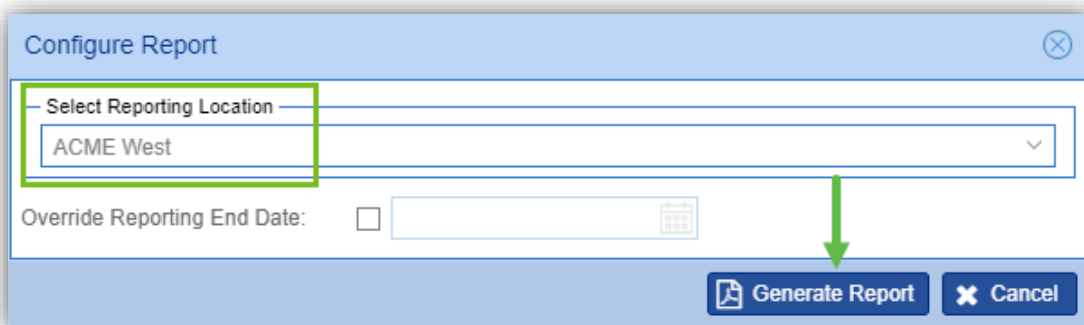 Configure Report
Select Reporting Location
ACME West
Override Reporting End Date:
Generate Report
Cancel